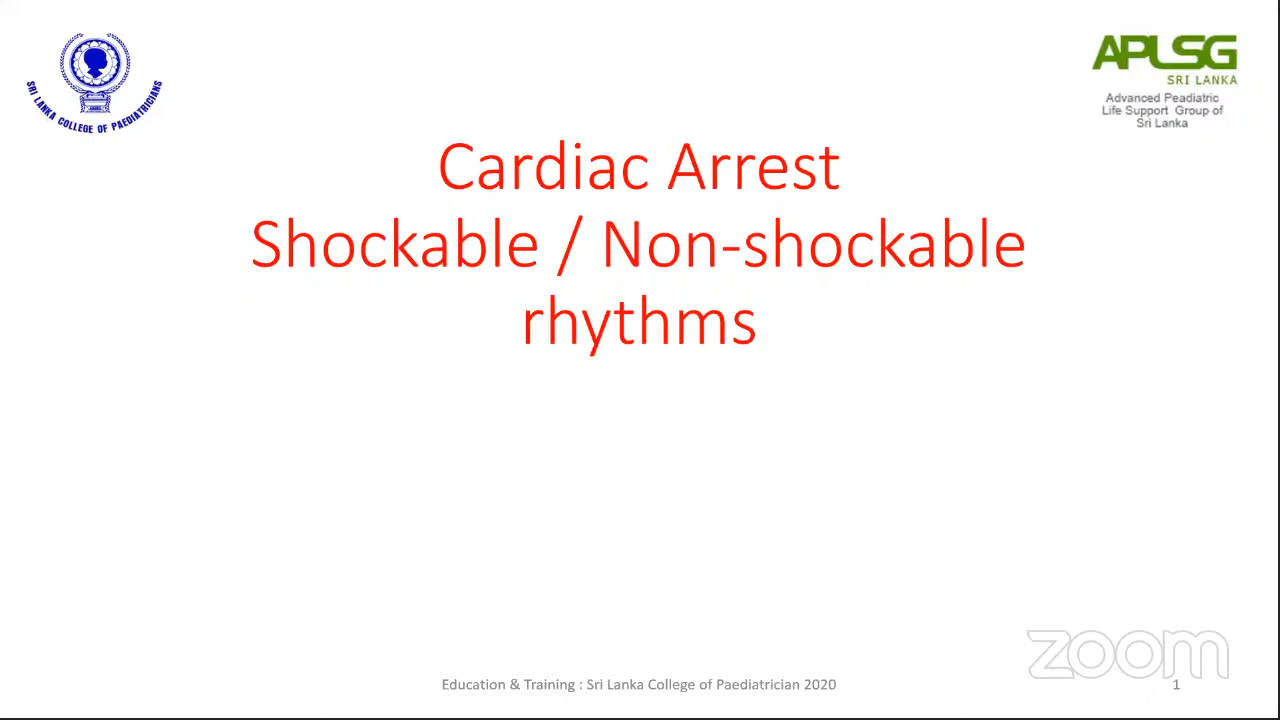 SRI LANKA COLLEGE OF PAEDIATRICIANS
APLSG
SRI LANKA
Advanced Peadiatric
Life Support Group of
Sri Lanka
Cardiac Arrest
Shockable / Non-shockable
rhythms
zoom
Education & Training : Sri Lanka College of Paediatrician 2020
1